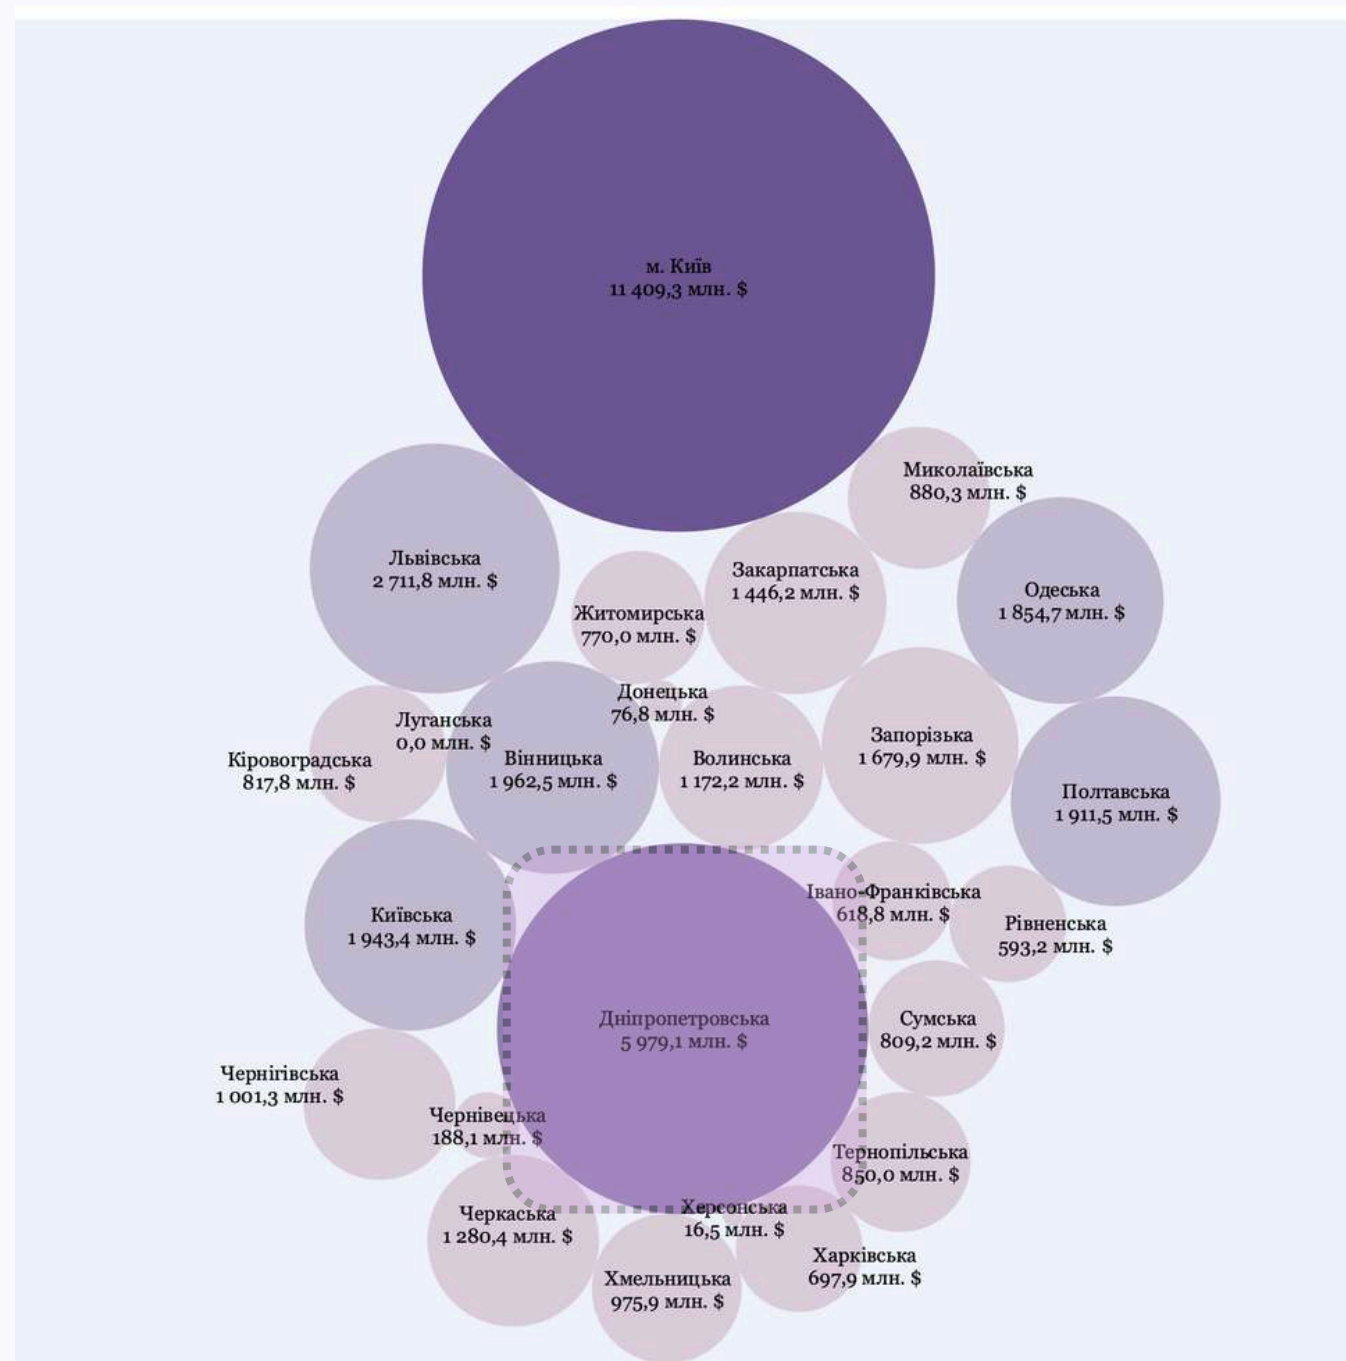 м. Київ
11 409,3 млн. $
Миколаївська
880,3 млн. $
Львівська
2 711,8 млн. $
Закарпатська
1 446,2 млн. $
Одеська
1 854,7 млн. $
Житомирська
770,0 млн. $
Донецька
76,8 млн. $
Луганська
0,0 млн. $
Кіровоградська
817,8 млн. $
Вінницька
1 962,5 млн. $
Волинська
1 172,2 млн. $
Запорізька
1 679,9 млн. $
Полтавська
1 911,5 млн. $
Івано-Франківська
618,8 млн. $
Київська
1 943,4 млн. $
Рівненська
593,2 млн. $
Дніпропетровська
5 979,1 млн. $
Сумська
809,2 млн. $
Чернігівська
1 001,3 млн. $
Чернівецька
188,1 млн. $
Тернопільська
850,0 млн. $
Черкаська
1 280,4 млн. $
Херсонська
16,5 млн. $
Харківська
697,9 млн. $
Хмельницька
975,9 млн. $